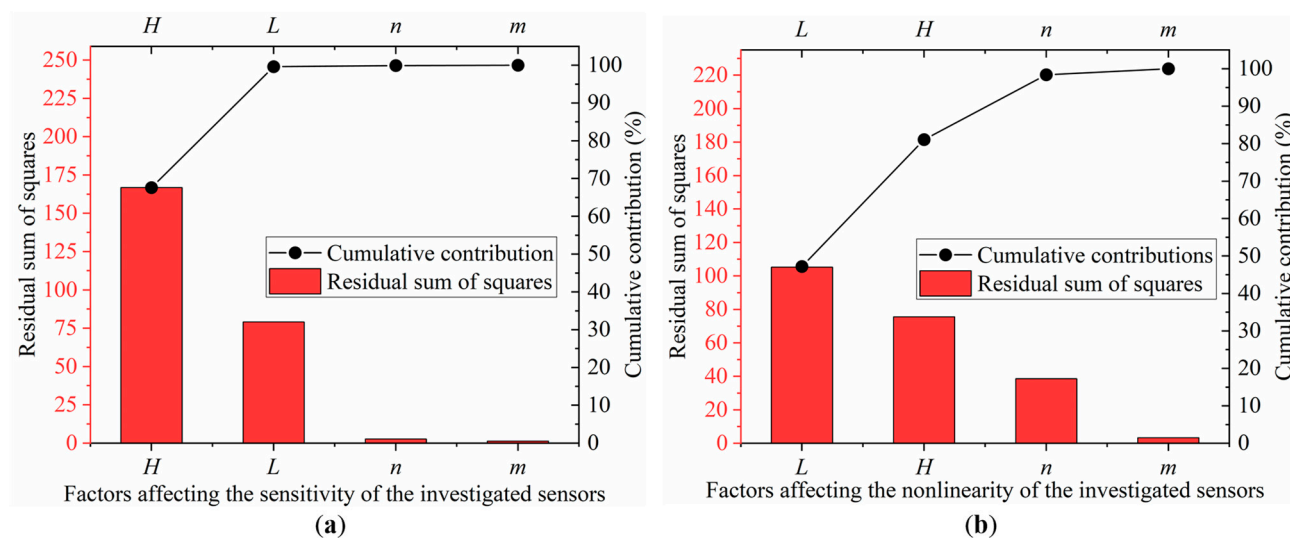 H L n m
250
225
200
175
150
125
100
75
50
25
0
Residual sum of squares
100
90
80
70
60
50
40
30
20
10
0
Cumulative contribution (%)
Cumulative contribution
Residual sum of squares
H L n m
Factors affecting the sensitivity of the investigated sensors
(a)
L H n m
220
200
180
160
140
120
100
80
60
40
20
0
Residual sum of squares
100
90
80
70
60
50
40
30
20
10
0
Cumulative contribution (%)
Cumulative contributions
Residual sum of squares
L H n m
Factors affecting the nonlinearity of the investigated sensors
(b)